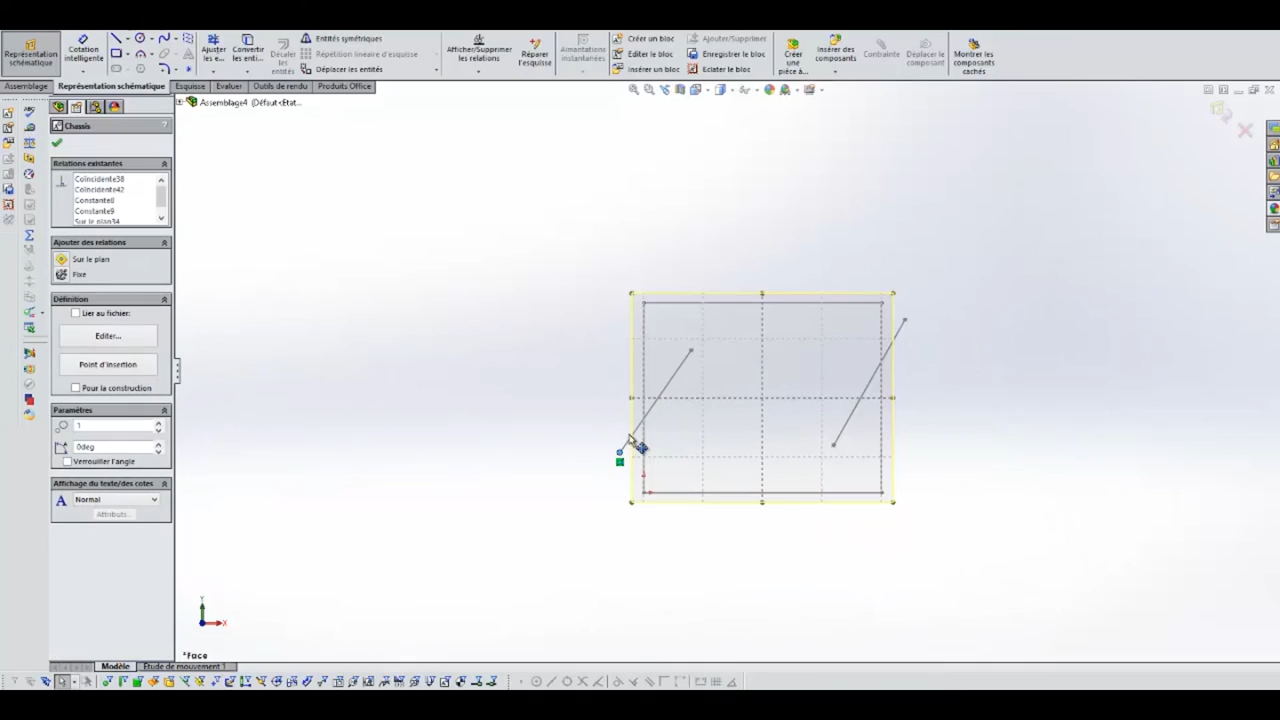 Représentation schématique
Cotation intelligente
Ajuster les e...
Convertir les enti...
Décaler les entités
Entités symétriques
Répétition linéaire d'esquisse
Déplacer les entités
Afficher/Supprimer les relations
Réparer l'esquisse
Aimantations instantanées
Créer un bloc
Editer le bloc
Insérer un bloc
Ajouter/Supprimer
Enregistrer le bloc
Eclater le bloc
Créer une pièce à...
Insérer des composants
Contrainte
Déplacer le composant
Montrer les composants cachés
Assemblage
Représentation schématique
Esquisse
Evaluer
Outils de rendu
Produits Office
Assemblage4 (Défaut<Etat...
Chassis
?
Relations existantes
Coïncidente38
Coïncidente42
Constante8
Constante9
Sur le plan34
Ajouter des relations
Sur le plan
Fixe
Définition
Lier au fichier:
Editer...
Point d'insertion
Pour la construction
Paramètres
1
0deg
Verrouiller l'angle
Affichage du texte/des cotes
Normal
Attributs...
Y
X
*Face
Modèle
Etude de mouvement 1